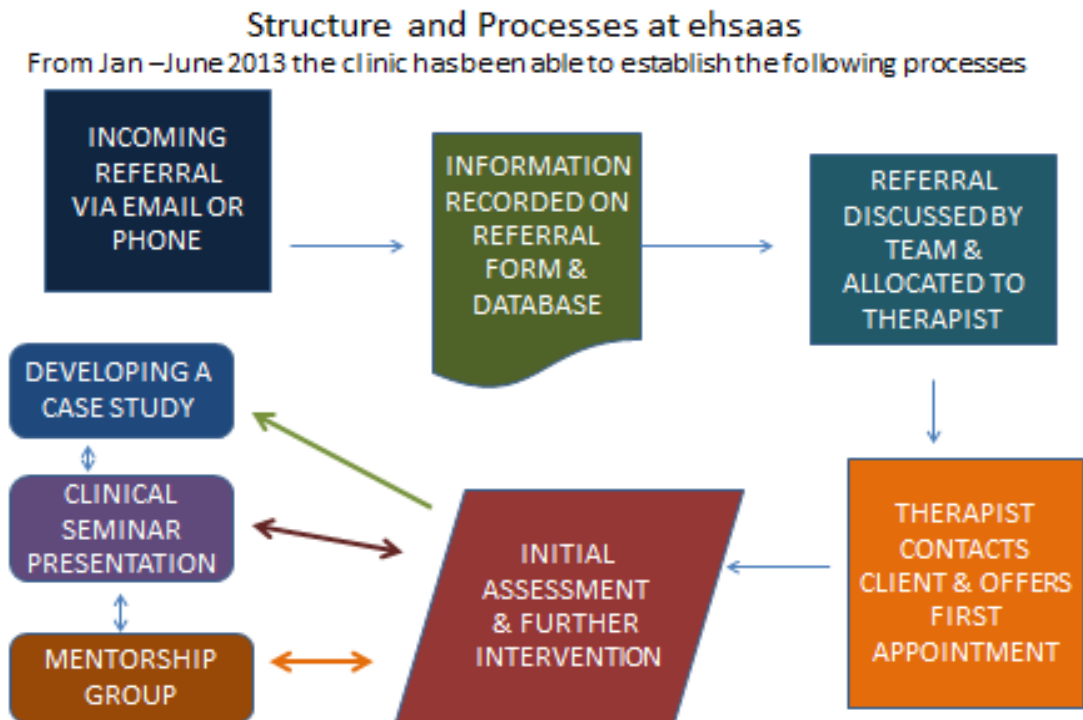 Structure and Processes at ehsaas
From Jan –June 2013 the clinic has been able to establish the following processes
INCOMING
REFERRAL
VIA EMAIL OR
PHONE
INFORMATION
RECORDED ON
REFERRAL
FORM &
DATABASE
REFERRAL
DISCUSSED BY
TEAM &
ALLOCATED TO
THERAPIST
THERAPIST
CONTACTS
CLIENT & OFFERS
FIRST
APPOINTMENT
INITIAL
ASSESSMENT
& FURTHER
INTERVENTION
DEVELOPING A
CASE STUDY
CLINICAL
SEMINAR
PRESENTATION
MENTORSHIP
GROUP